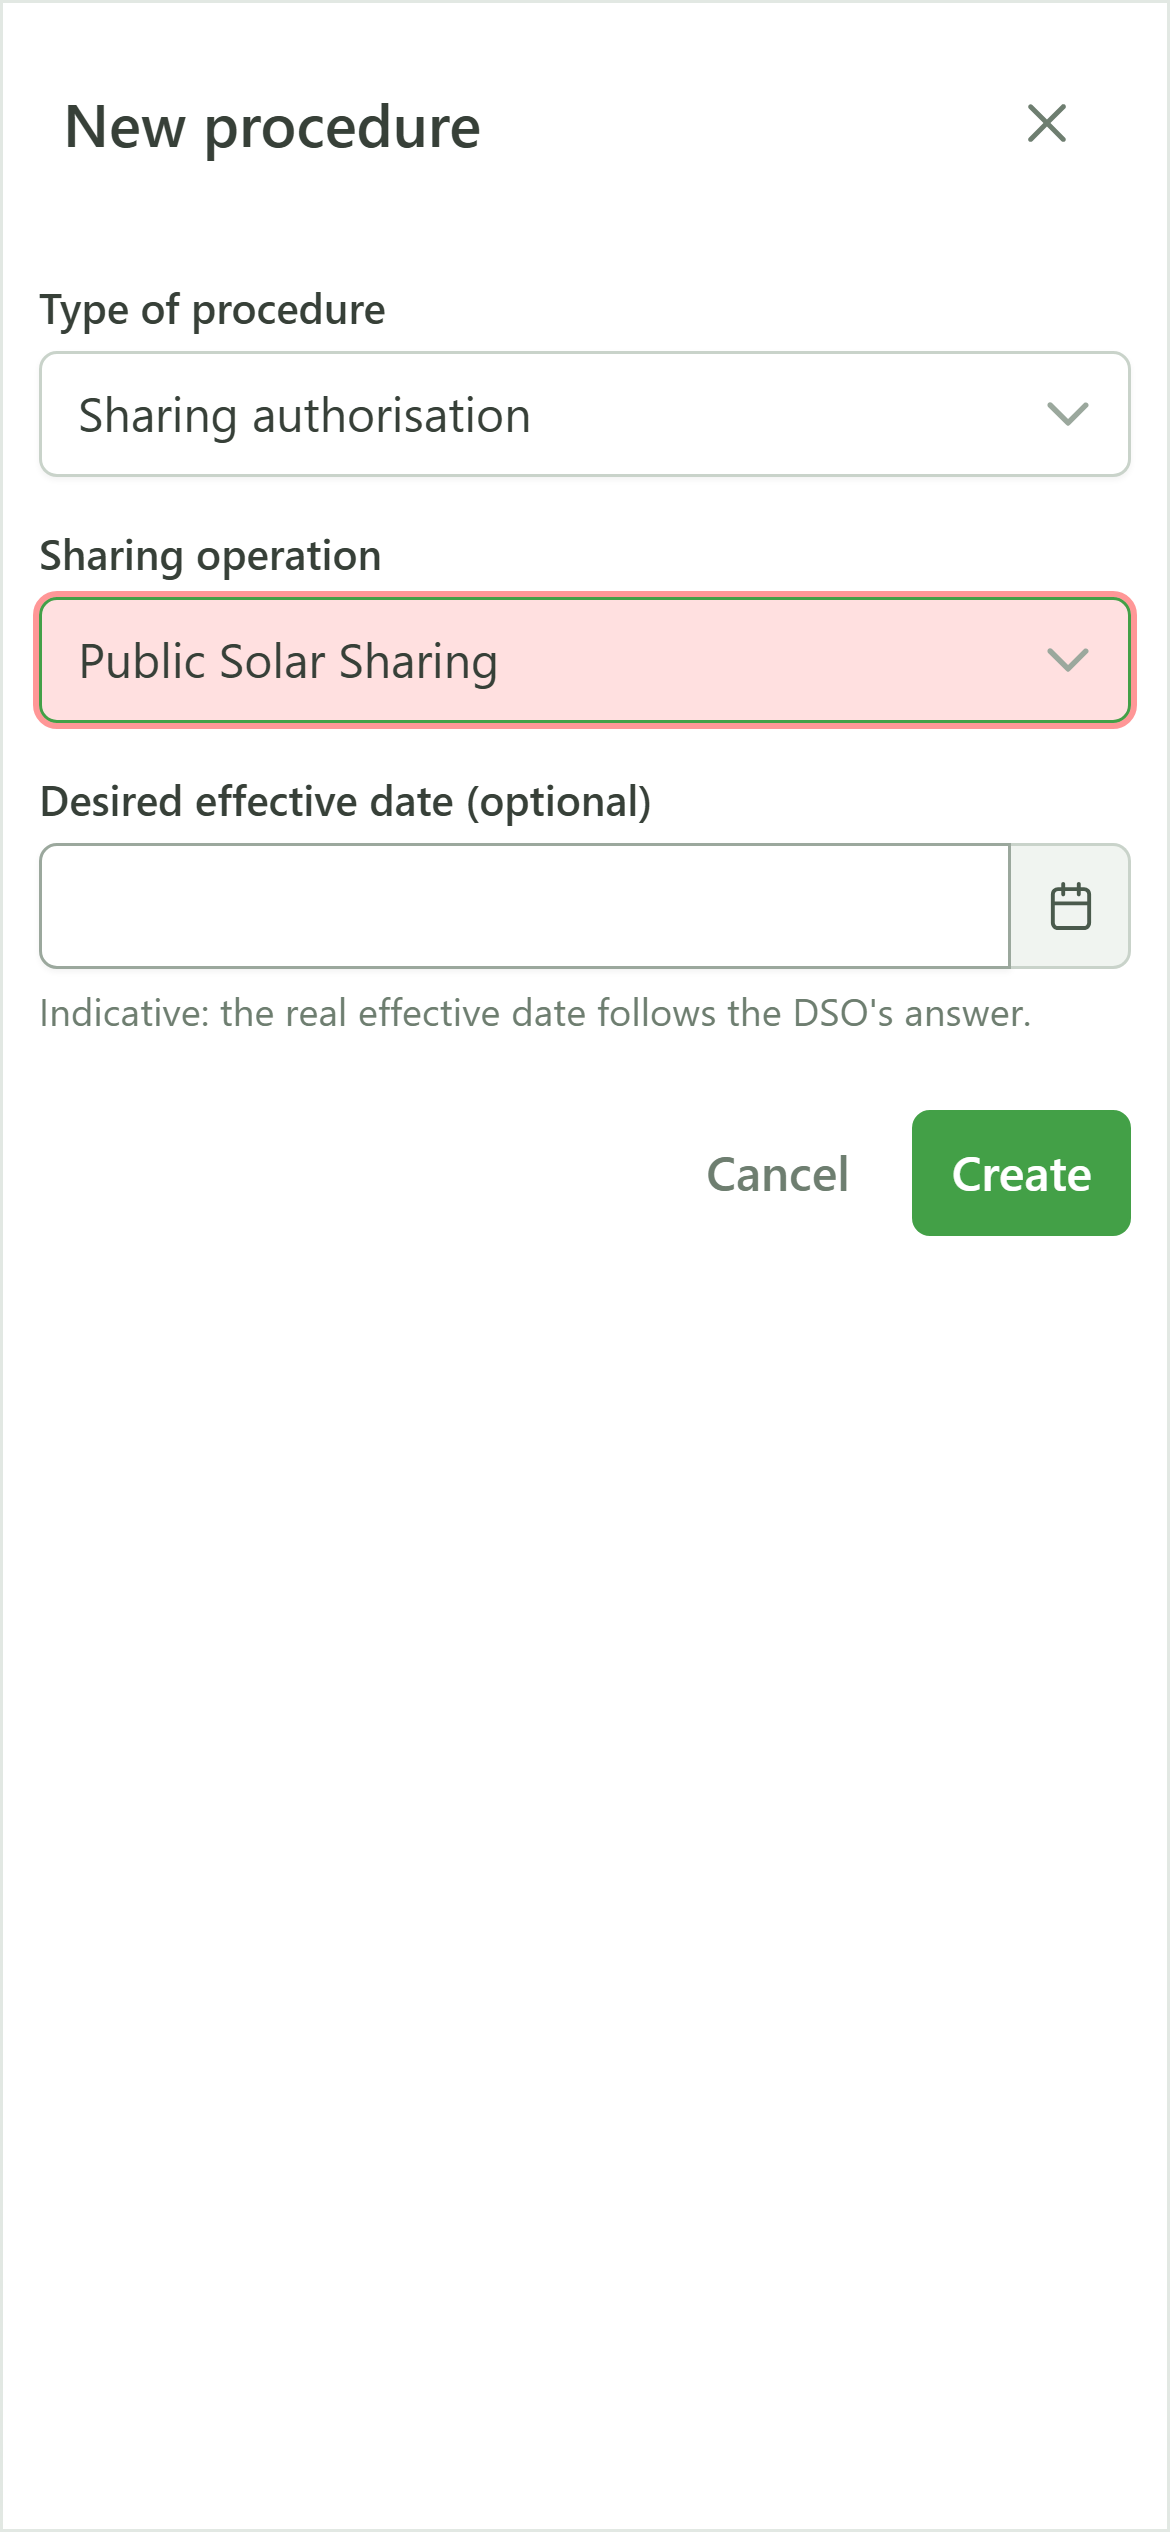 New procedure
Type of procedure
Sharing authorisation
Sharing operation
Public Solar Sharing
Desired effective date (optional)
Indicative: the real effective date follows the DSO's answer.
Cancel
Create